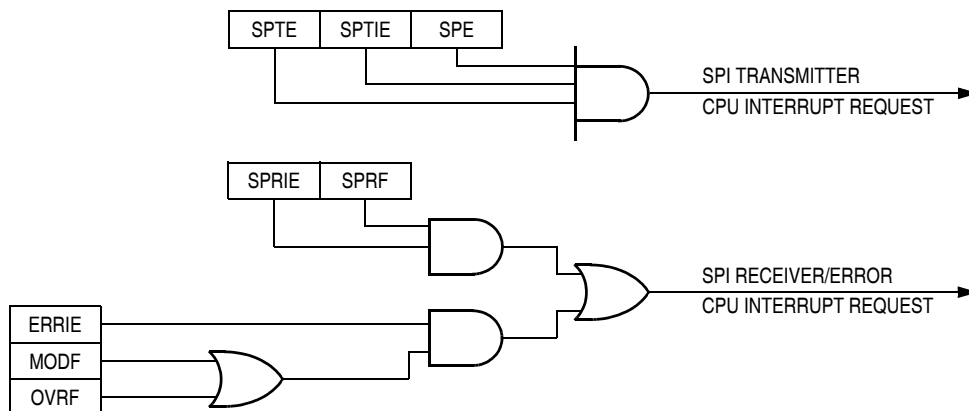 SPTE SPTIE SPE
SPI TRANSMITTER
CPU INTERRUPT REQUEST
SPRIE SPRF
SPI RECEIVER/ERROR
CPU INTERRUPT REQUEST
ERRIE
MODF
OVRF